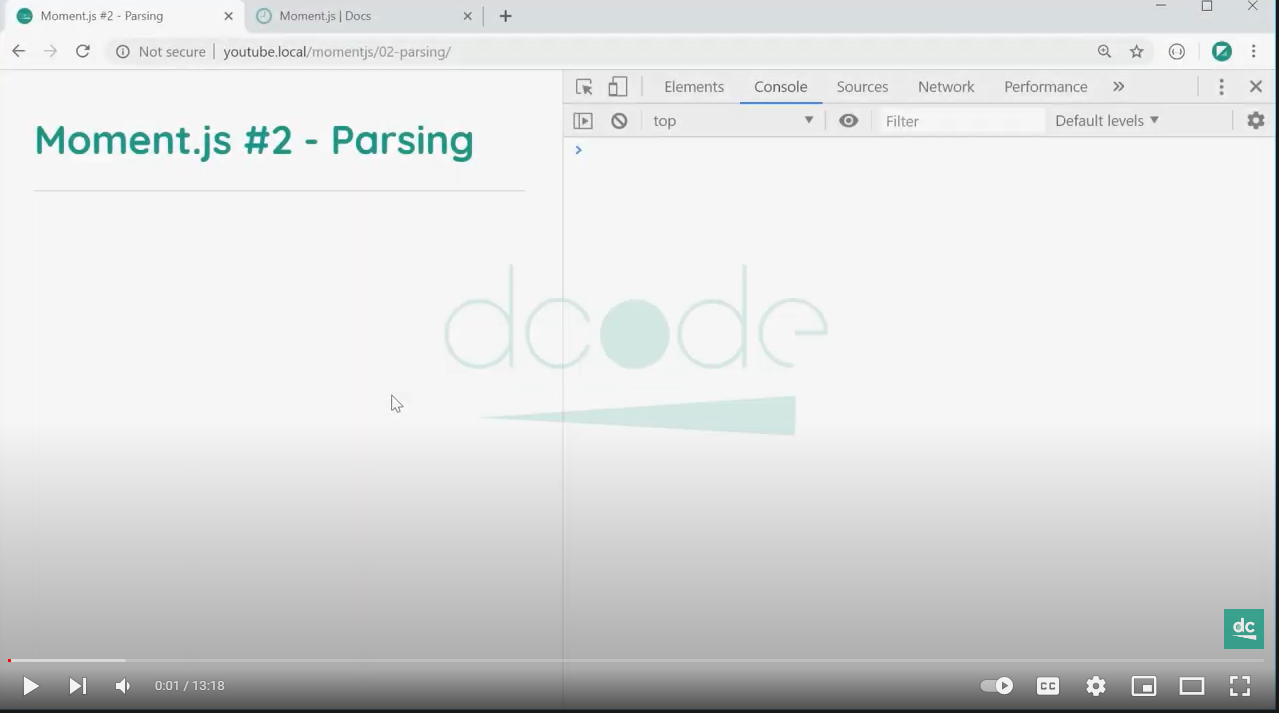 Moment.js #2 - Parsing
Moment.js | Docs
Not secure | youtube.local/momentjs/02-parsing/
Elements Console Sources Network Performance
top Filter Default levels
Moment.js #2 - Parsing
dcode
dc
0:01 / 13:18
CC